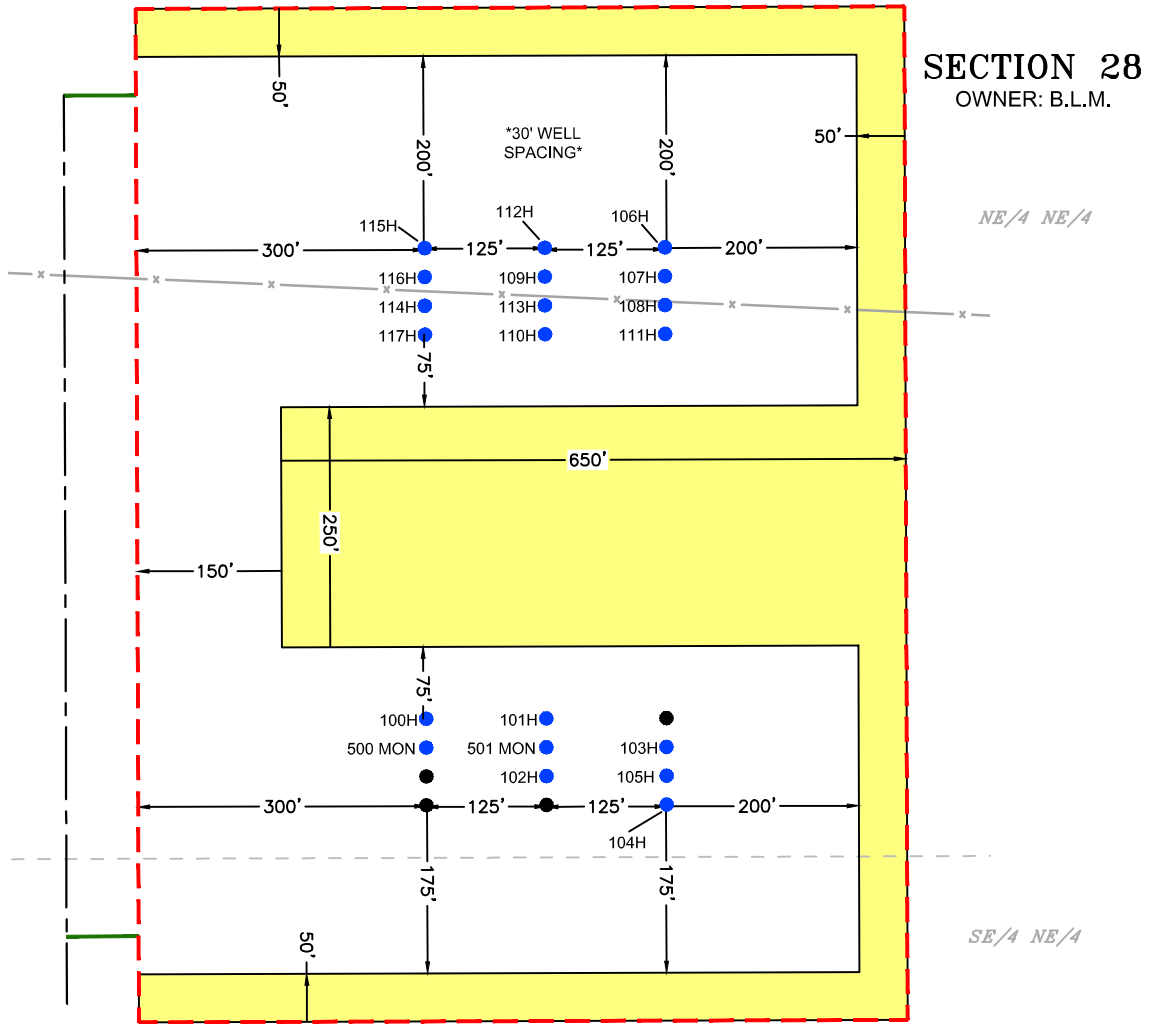 SECTION 28
OWNER: B.L.M.
50'
50'
*30' WELL
SPACING*
200'
200'
NE/4 NE/4
115H
112H
106H
300'
125'
125'
200'
116H
109H
107H
114H
113H
108H
117H
110H
111H
75'
650'
250'
150'
75'
100H
101H
500 MON
501 MON
103H
102H
105H
300'
125'
125'
200'
104H
175'
175'
50'
SE/4 NE/4